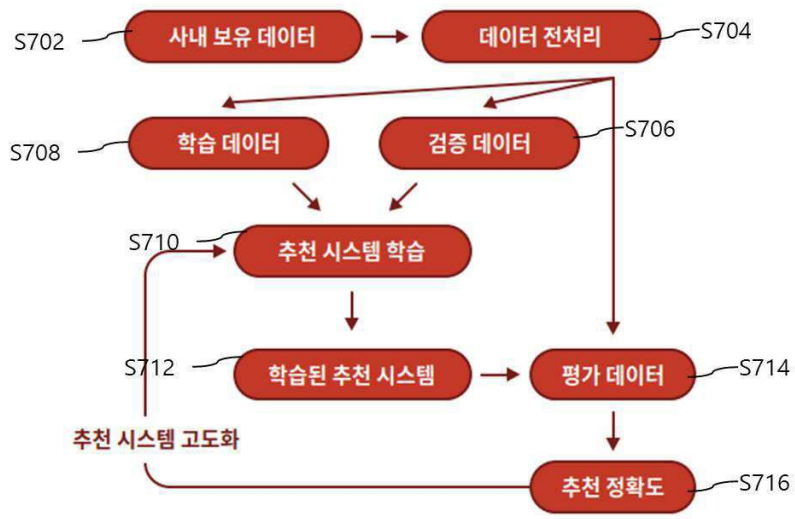 S702
사내 보유 데이터
데이터 전처리
S704
S708
학습 데이터
검증 데이터
S706
S710
추천 시스템 학습
S712
학습된 추천 시스템
평가 데이터
S714
추천 시스템 고도화
추천 정확도
S716